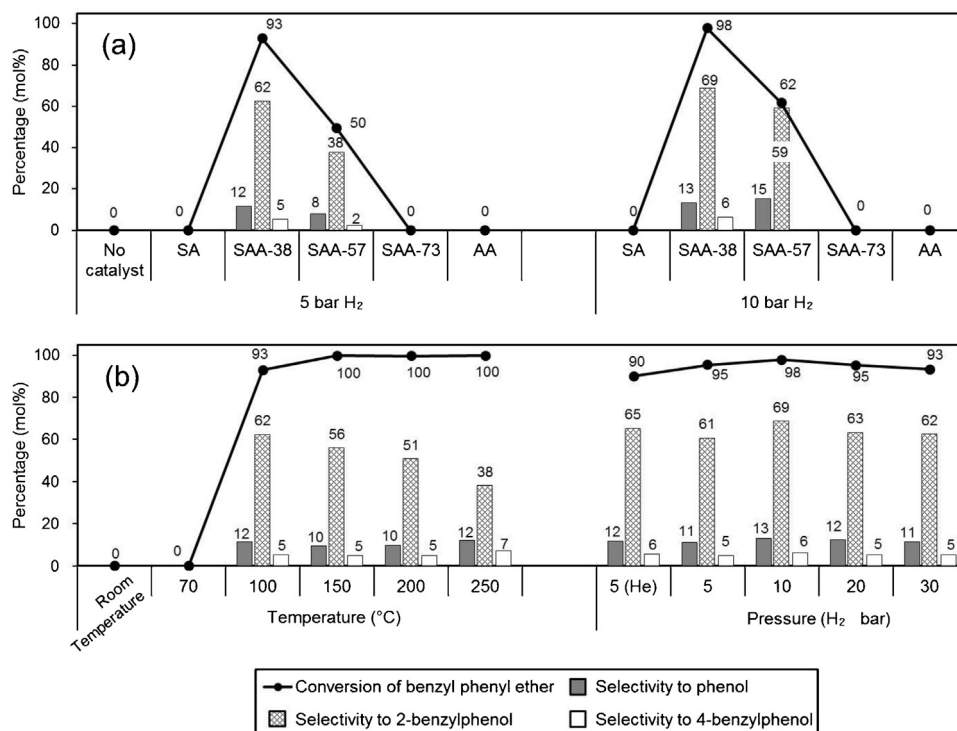 (a)
Percentage (mol%)
100
80
60
40
20
0
0 0 93 62 12 5 50 38 8 2 0 0
0 98 69 13 6 62 59 15 0 0
No catalyst SA SAA-38 SAA-57 SAA-73 AA SA SAA-38 SAA-57 SAA-73 AA
5 bar H₂ 10 bar H₂
(b)
Percentage (mol%)
100
80
60
40
20
0
0 0 93 62 12 5 100 56 10 5 100 51 10 5 100 38 12 7
90 65 12 6 95 61 11 5 98 69 13 6 95 63 12 5 93 62 11 5
Room Temperature 70 100 150 200 250 5 (He) 5 10 20 30
Temperature (°C) Pressure (H₂ bar)
Conversion of benzyl phenyl ether Selectivity to phenol
Selectivity to 2-benzylphenol Selectivity to 4-benzylphenol